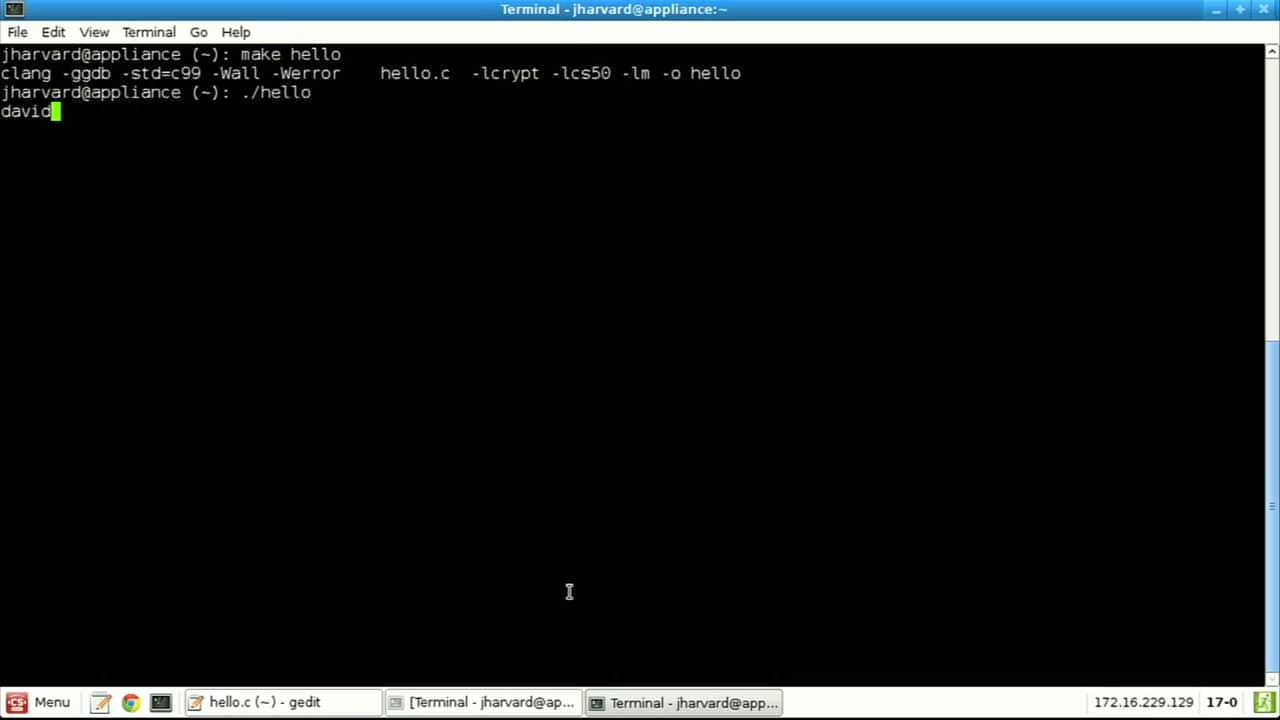 Terminal - jharvard@appliance:~
File Edit View Terminal Go Help
jharvard@appliance (~): make hello
clang -ggdb -std=c99 -Wall -Werror    hello.c  -lcrypt -lcs50 -lm -o hello
jharvard@appliance (~): ./hello
david
Menu hello.c (~) - gedit [Terminal - jharvard@ap... Terminal - jharvard@app... 172.16.229.129 17-0